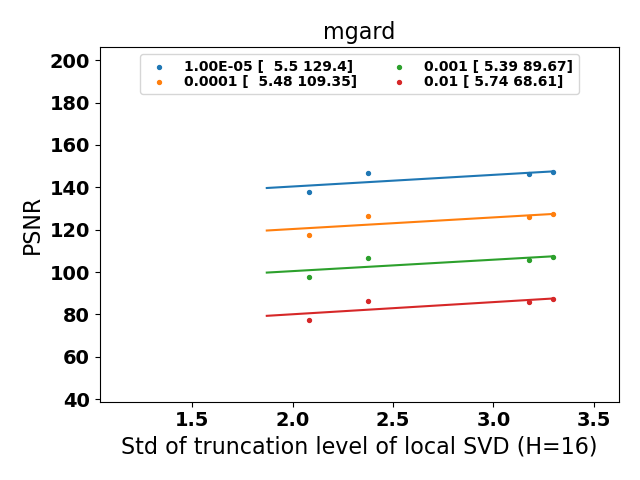 mgard
1.00E-05 [  5.5 129.4]
0.0001 [  5.48 109.35]
0.001 [ 5.39 89.67]
0.01 [ 5.74 68.61]
PSNR
200
180
160
140
120
100
80
60
40
1.5 2.0 2.5 3.0 3.5
Std of truncation level of local SVD (H=16)